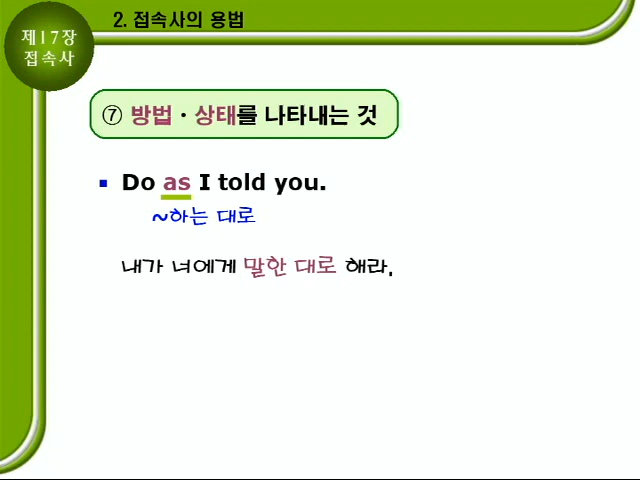 제17장
접속사
2. 접속사의 용법
⑦ 방법·상태를 나타내는 것
Do as I told you.
~하는 대로
내가 너에게 말한 대로 해라.